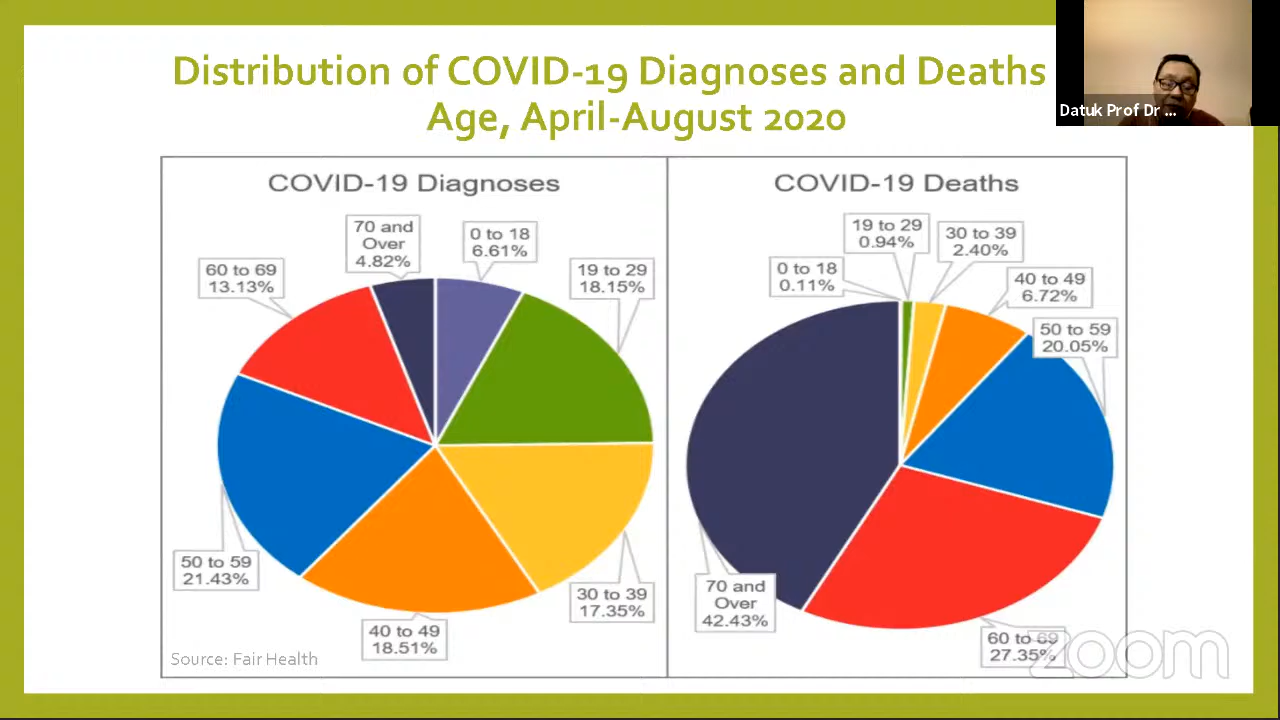 Distribution of COVID-19 Diagnoses and Deaths
Age, April-August 2020
Datuk Prof Dr ...
COVID-19 Diagnoses
70 and
Over
4.82%
0 to 18
6.61%
60 to 69
13.13%
19 to 29
18.15%
50 to 59
21.43%
30 to 39
17.35%
40 to 49
18.51%
Source: Fair Health
COVID-19 Deaths
19 to 29
0.94%
30 to 39
2.40%
0 to 18
0.11%
40 to 49
6.72%
50 to 59
20.05%
70 and
Over
42.43%
60 to 69
27.35%
zoom